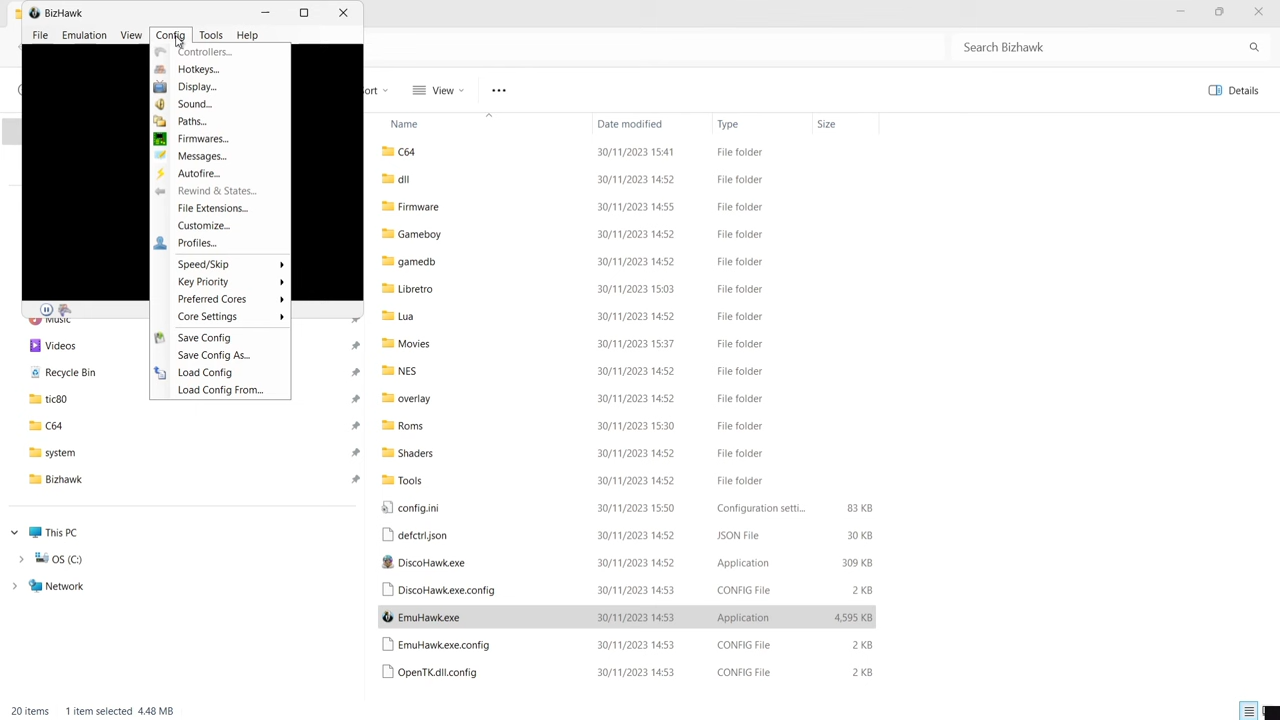 BizHawk
File Emulation View Config Tools Help
Controllers...
Hotkeys...
Display...
Sound...
Paths...
Firmwares...
Messages...
Autofire...
Rewind & States...
File Extensions...
Customize...
Profiles...
Speed/Skip
Key Priority
Preferred Cores
Core Settings
Save Config
Save Config As...
Load Config
Load Config From...
Search Bizhawk
ort View Details
Name Date modified Type Size
C64 30/11/2023 15:41 File folder
dll 30/11/2023 14:52 File folder
Firmware 30/11/2023 14:55 File folder
Gameboy 30/11/2023 14:52 File folder
gamedb 30/11/2023 14:52 File folder
Libretro 30/11/2023 15:03 File folder
Lua 30/11/2023 14:52 File folder
Movies 30/11/2023 15:37 File folder
NES 30/11/2023 14:52 File folder
overlay 30/11/2023 14:52 File folder
Roms 30/11/2023 15:30 File folder
Shaders 30/11/2023 14:52 File folder
Tools 30/11/2023 14:52 File folder
config.ini 30/11/2023 15:50 Configuration setti... 83 KB
defctrl.json 30/11/2023 14:52 JSON File 30 KB
DiscoHawk.exe 30/11/2023 14:52 Application 309 KB
DiscoHawk.exe.config 30/11/2023 14:53 CONFIG File 2 KB
EmuHawk.exe 30/11/2023 14:53 Application 4,595 KB
EmuHawk.exe.config 30/11/2023 14:53 CONFIG File 2 KB
OpenTK.dll.config 30/11/2023 14:53 CONFIG File 2 KB
Music
Videos
Recycle Bin
tic80
C64
system
Bizhawk
This PC
OS (C:)
Network
20 items 1 item selected 4.48 MB